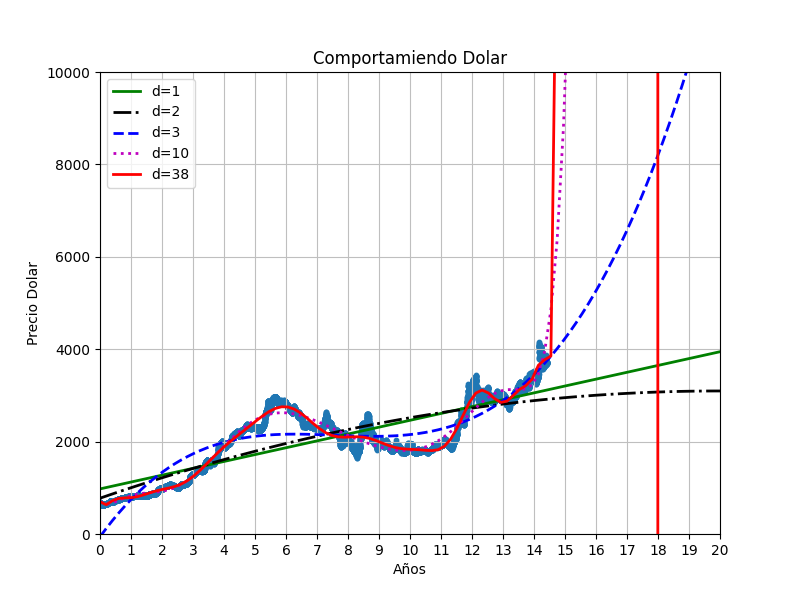 Comportamiendo Dolar
d=1
d=2
d=3
d=10
d=38
10000
8000
6000
4000
2000
0
Precio Dolar
0 1 2 3 4 5 6 7 8 9 10 11 12 13 14 15 16 17 18 19 20
Años